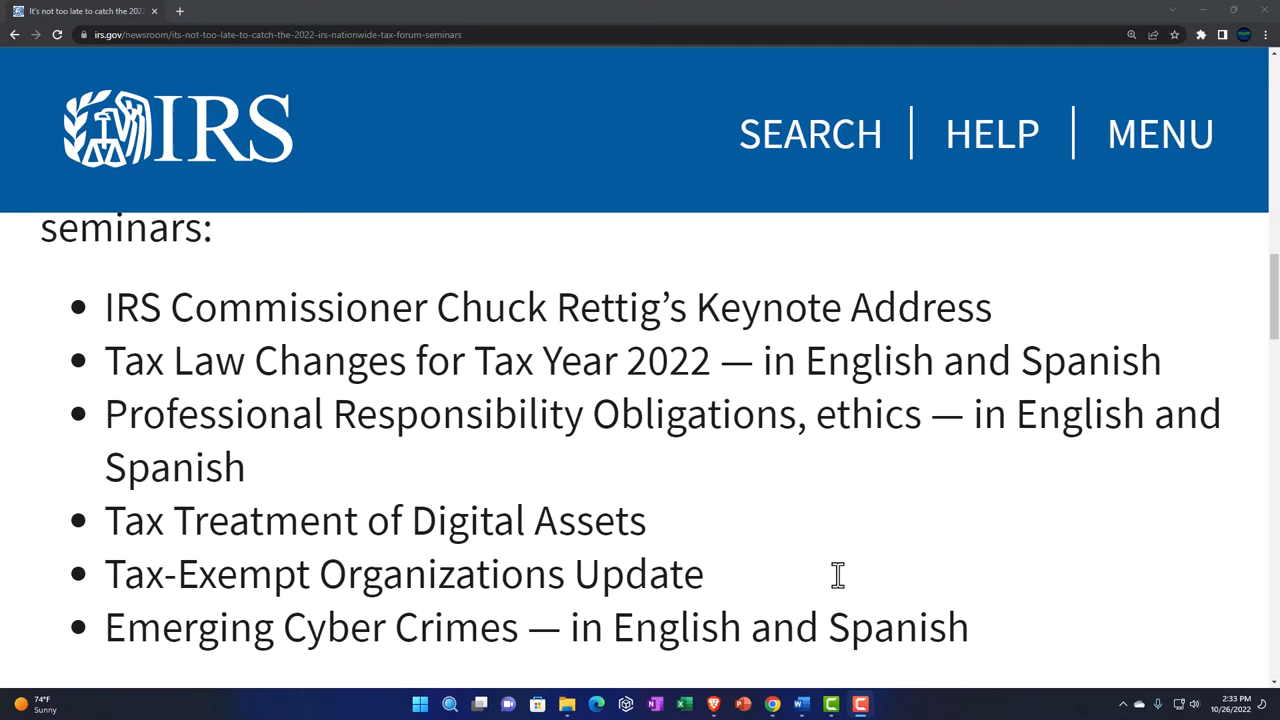 It's not too late to catch the 202
irs.gov/newsroom/its-not-too-late-to-catch-the-2022-irs-nationwide-tax-forum-seminars
IRS
SEARCH | HELP | MENU
seminars:
• IRS Commissioner Chuck Rettig’s Keynote Address
• Tax Law Changes for Tax Year 2022 — in English and Spanish
• Professional Responsibility Obligations, ethics — in English and
Spanish
• Tax Treatment of Digital Assets
• Tax-Exempt Organizations Update
• Emerging Cyber Crimes — in English and Spanish
74°F
Sunny
2:33 PM
10/26/2022